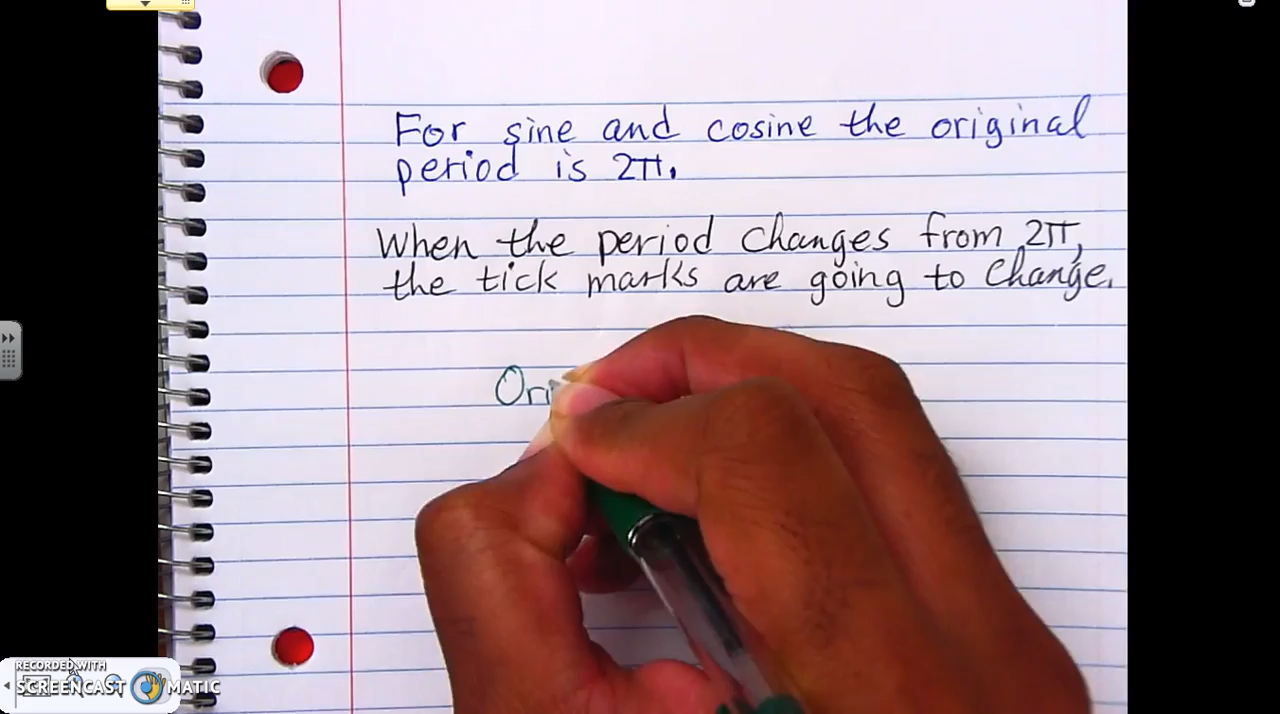 For sine and cosine the original
period is 2π.
When the period changes from 2π,
the tick marks are going to change.
Ori
RECORDED WITH
SCREENCAST MATIC